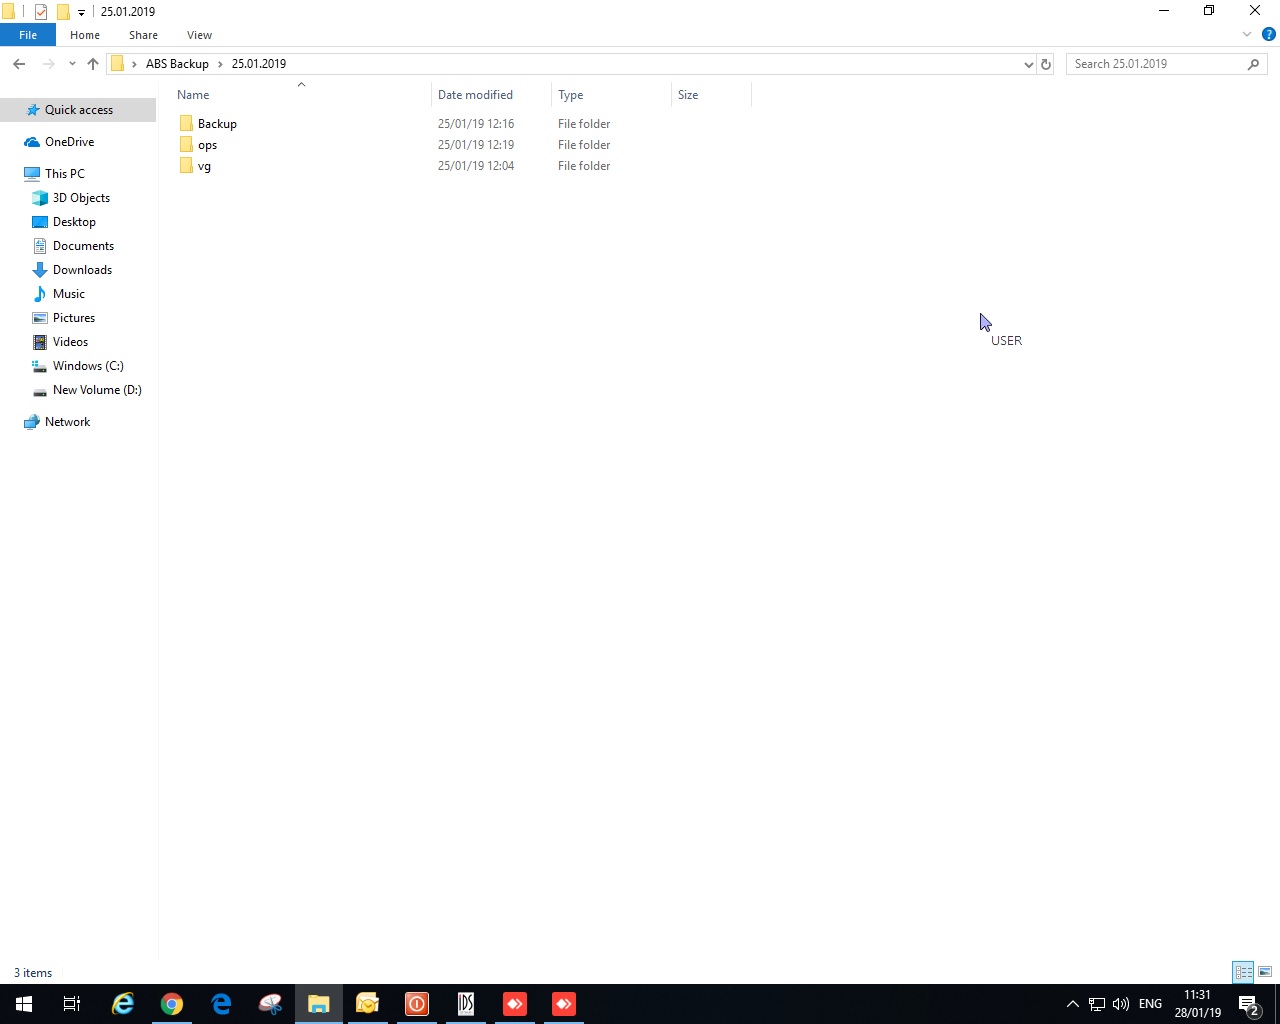 25.01.2019
File Home Share View
ABS Backup 25.01.2019 Search 25.01.2019
Name Date modified Type Size
Quick access
OneDrive
This PC
3D Objects
Desktop
Documents
Downloads
Music
Pictures
Videos
Windows (C:)
New Volume (D:)
Network
Backup 25/01/19 12:16 File folder
ops 25/01/19 12:19 File folder
vg 25/01/19 12:04 File folder
USER
3 items
IDS
ENG
11:31
28/01/19
2